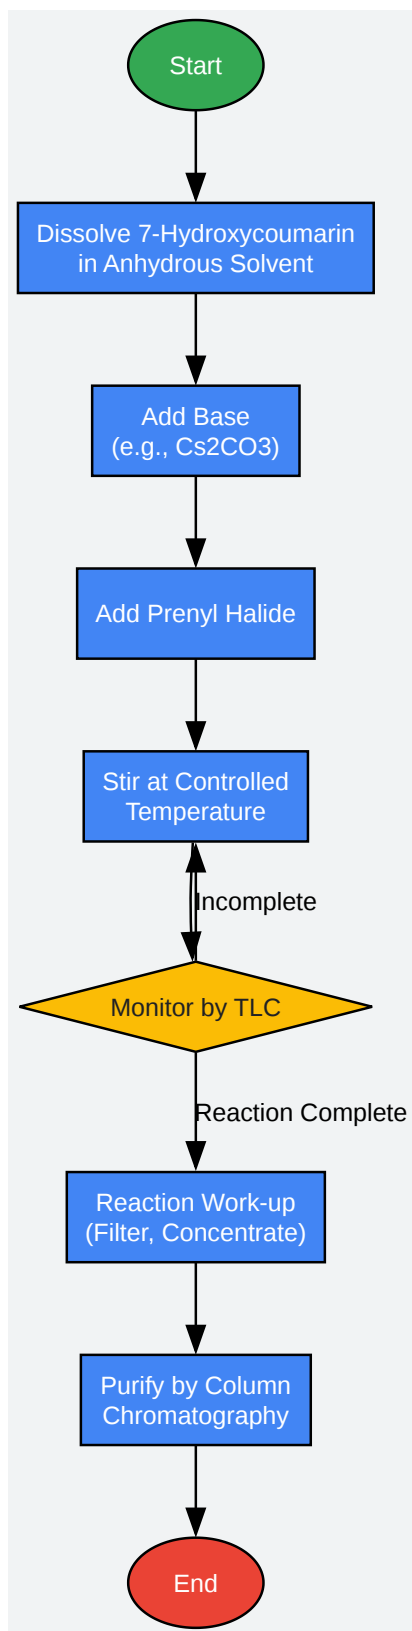 Start
Dissolve 7-Hydroxycoumarin
in Anhydrous Solvent
Add Base
(e.g., Cs2CO3)
Add Prenyl Halide
Stir at Controlled
Temperature
Incomplete
Monitor by TLC
Reaction Complete
Reaction Work-up
(Filter, Concentrate)
Purify by Column
Chromatography
End